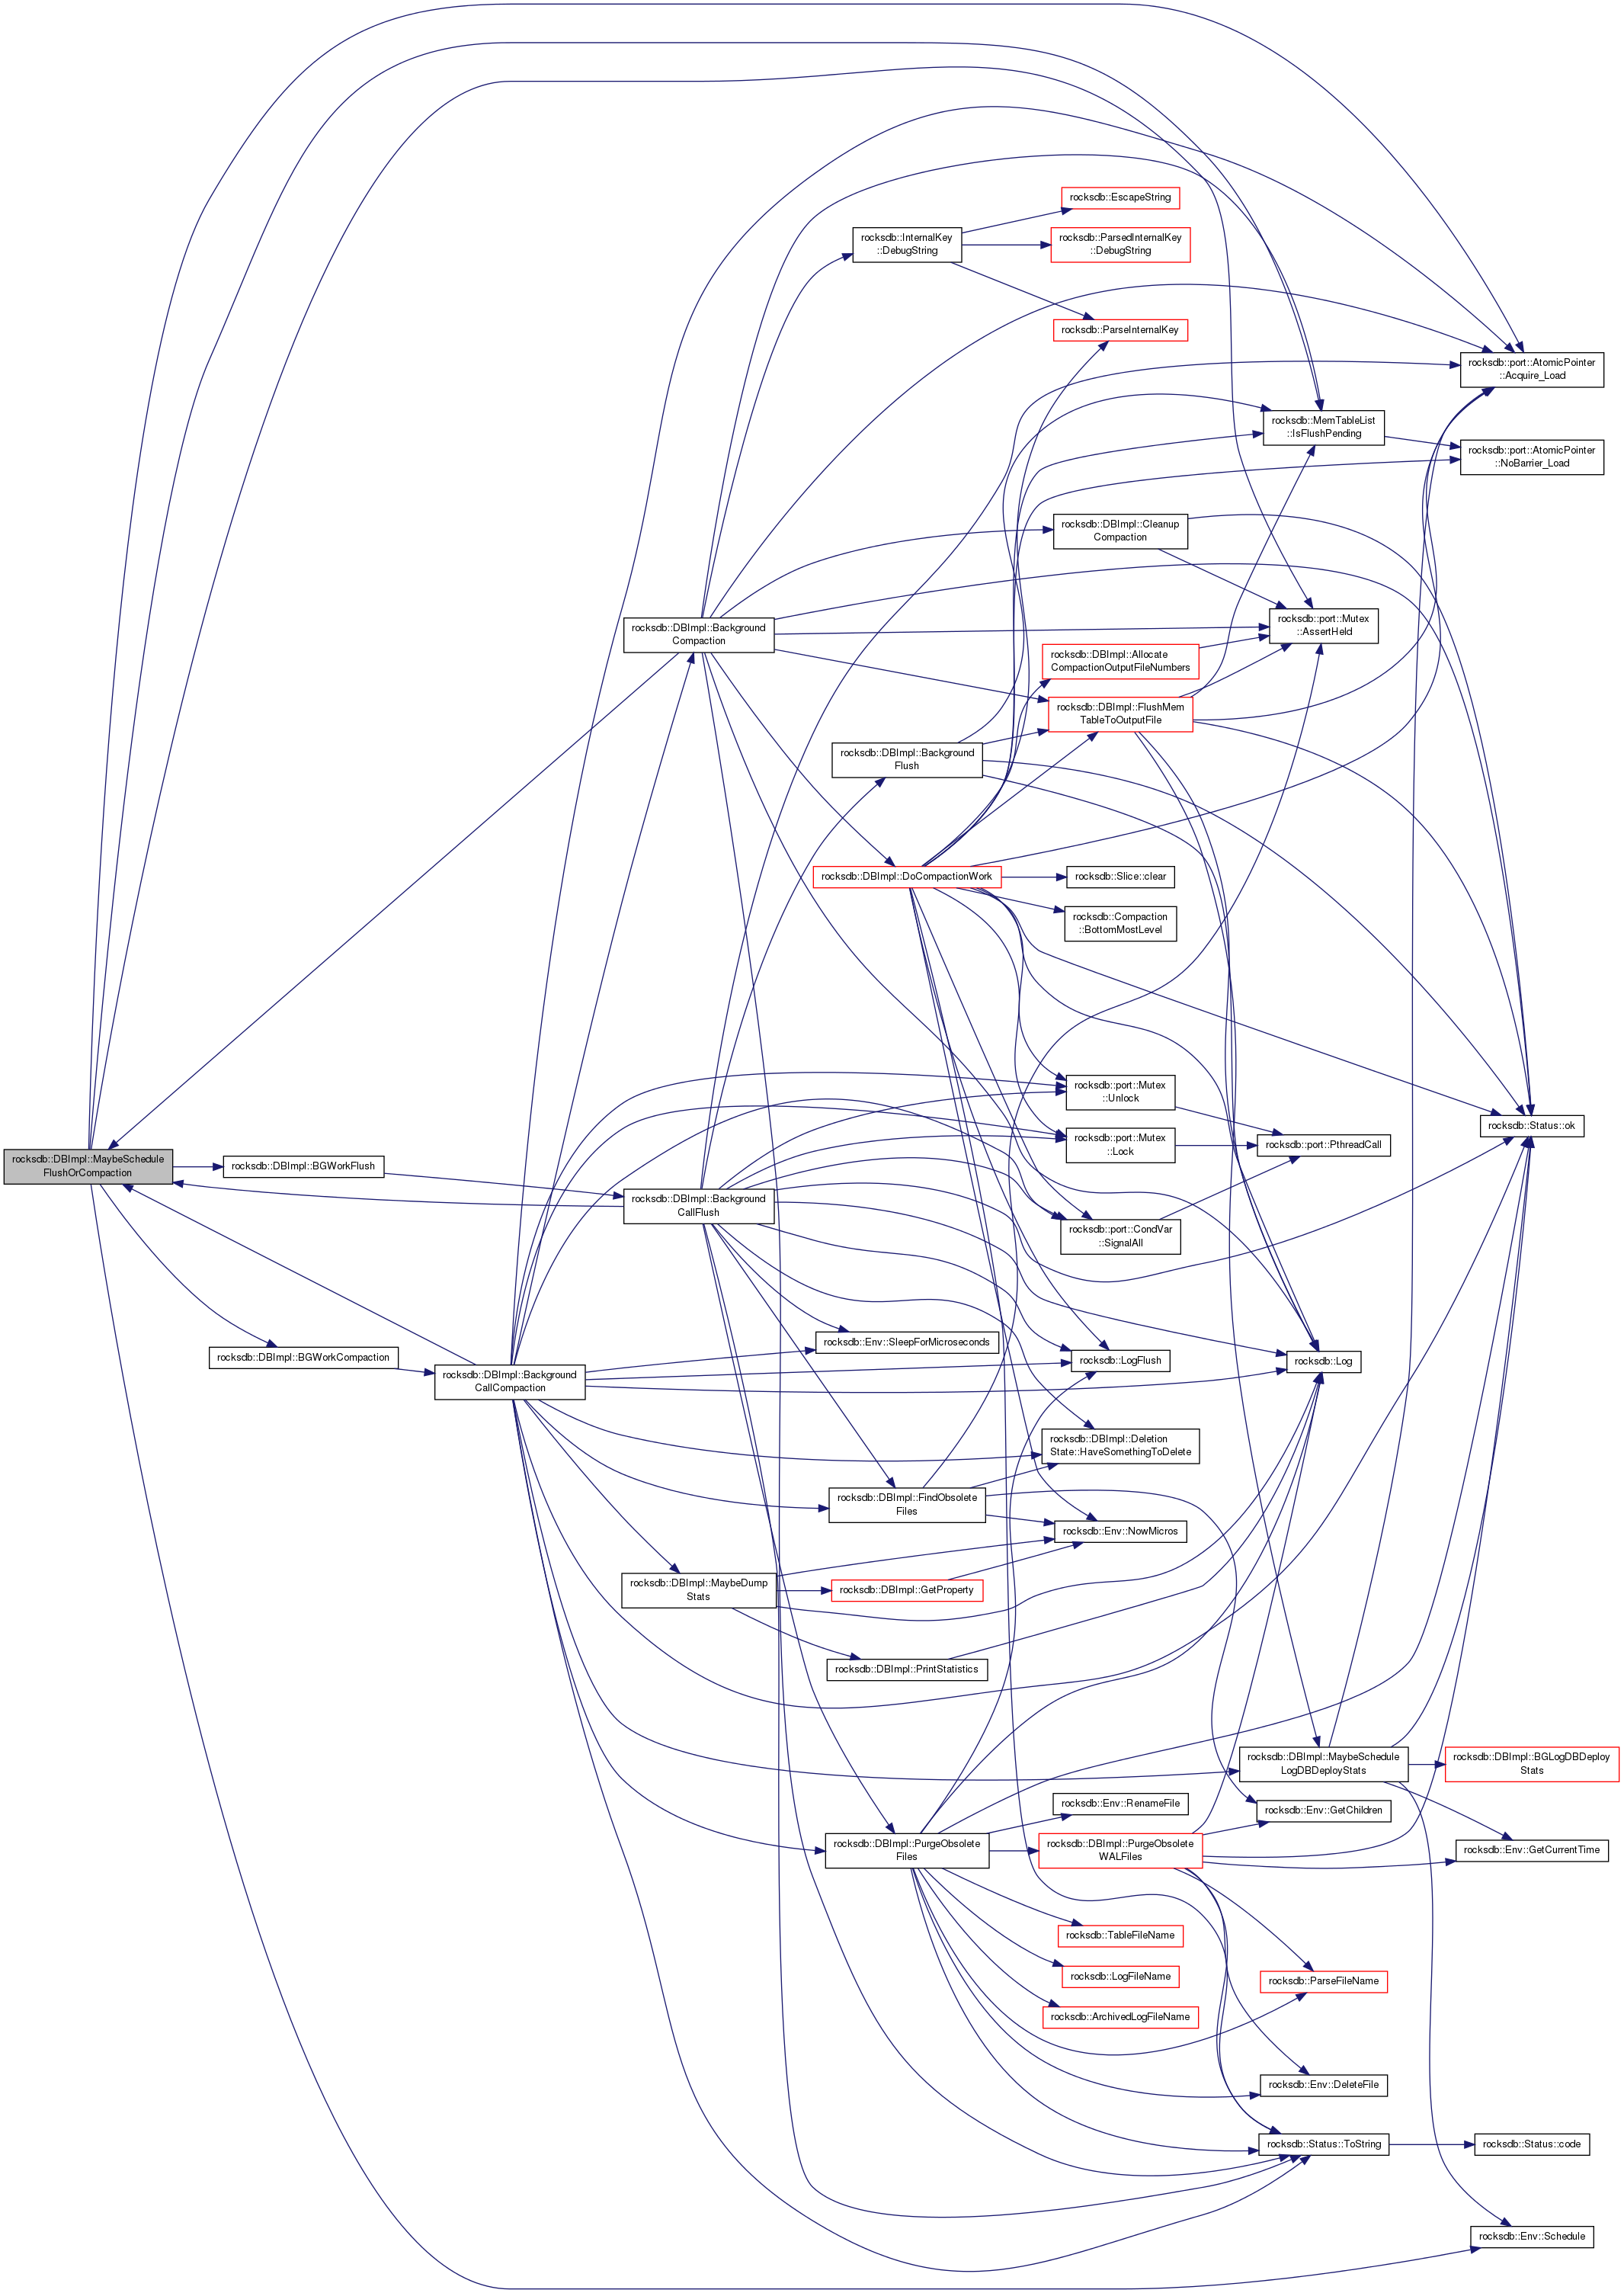 rocksdb::DBImpl::MaybeSchedule
FlushOrCompaction
rocksdb::DBImpl::BGWorkFlush
rocksdb::DBImpl::BGWorkCompaction
rocksdb::DBImpl::Background
CallCompaction
rocksdb::DBImpl::Background
Compaction
rocksdb::DBImpl::Background
CallFlush
rocksdb::DBImpl::MaybeDump
Stats
rocksdb::InternalKey
::DebugString
rocksdb::DBImpl::Background
Flush
rocksdb::DBImpl::DoCompactionWork
rocksdb::Env::SleepForMicroseconds
rocksdb::DBImpl::FindObsolete
Files
rocksdb::DBImpl::GetProperty
rocksdb::DBImpl::PrintStatistics
rocksdb::DBImpl::PurgeObsolete
Files
rocksdb::EscapeString
rocksdb::ParsedInternalKey
::DebugString
rocksdb::ParseInternalKey
rocksdb::DBImpl::Cleanup
Compaction
rocksdb::DBImpl::Allocate
CompactionOutputFileNumbers
rocksdb::DBImpl::FlushMem
TableToOutputFile
rocksdb::Slice::clear
rocksdb::Compaction
::BottomMostLevel
rocksdb::port::Mutex
::Unlock
rocksdb::port::Mutex
::Lock
rocksdb::port::CondVar
::SignalAll
rocksdb::LogFlush
rocksdb::DBImpl::Deletion
State::HaveSomethingToDelete
rocksdb::Env::NowMicros
rocksdb::Env::RenameFile
rocksdb::DBImpl::PurgeObsolete
WALFiles
rocksdb::TableFileName
rocksdb::LogFileName
rocksdb::ArchivedLogFileName
rocksdb::MemTableList
::IsFlushPending
rocksdb::port::Mutex
::AssertHeld
rocksdb::port::PthreadCall
rocksdb::Log
rocksdb::DBImpl::MaybeSchedule
LogDBDeployStats
rocksdb::Env::GetChildren
rocksdb::ParseFileName
rocksdb::Env::DeleteFile
rocksdb::Status::ToString
rocksdb::port::AtomicPointer
::Acquire_Load
rocksdb::port::AtomicPointer
::NoBarrier_Load
rocksdb::Status::ok
rocksdb::DBImpl::BGLogDBDeploy
Stats
rocksdb::Env::GetCurrentTime
rocksdb::Status::code
rocksdb::Env::Schedule